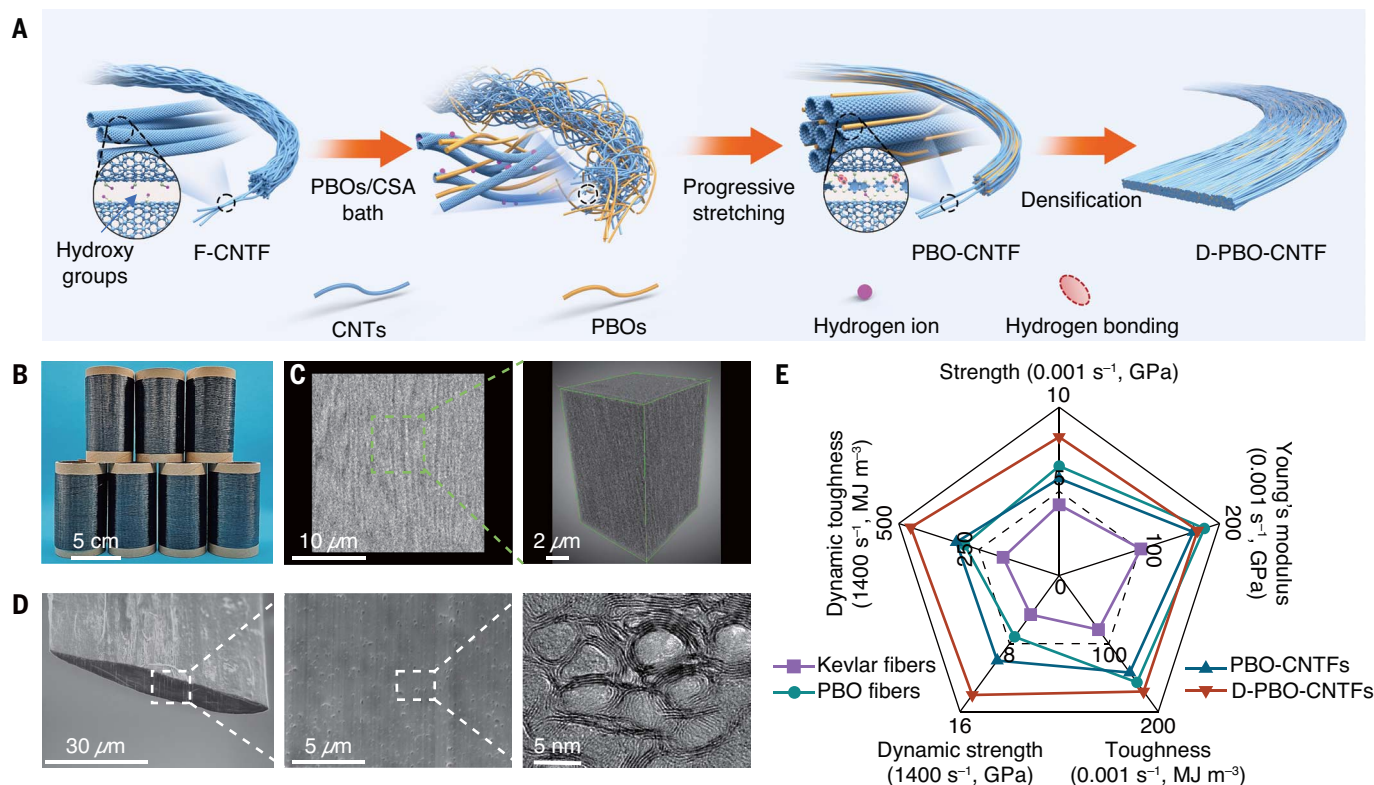 A
Hydroxy
groups
F-CNTF
PBOs/CSA
bath
Progressive
stretching
PBO-CNTF
Densification
D-PBO-CNTF
CNTs
PBOs
Hydrogen ion
Hydrogen bonding
B
5 cm
C
10 μm
2 μm
D
30 μm
5 μm
5 nm
E
Strength (0.001 s⁻¹, GPa)
10
5
Young's modulus
(0.001 s⁻¹, GPa)
200
100
Dynamic toughness
(1400 s⁻¹, MJ m⁻³)
500
250
0
8
100
16
200
Dynamic strength
(1400 s⁻¹, GPa)
Toughness
(0.001 s⁻¹, MJ m⁻³)
Kevlar fibers
PBO fibers
PBO-CNTFs
D-PBO-CNTFs